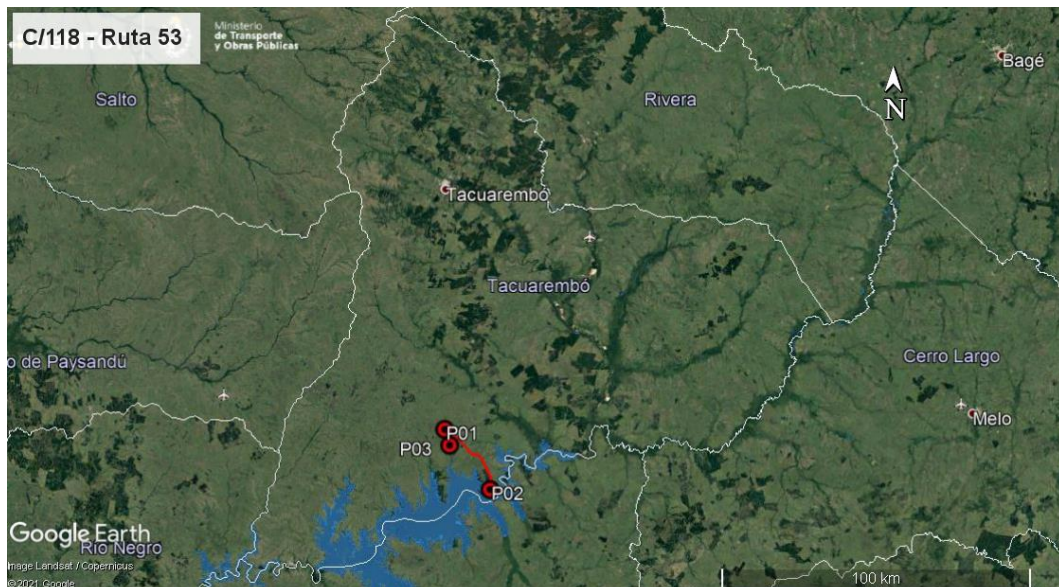 C/118 - Ruta 53
Ministerio
de Transporte
y Obras Públicas
Bagé
N
Salto
Rivera
Tacuarembó
Tacuarembó
o de Paysandú
Cerro Largo
Melo
P01
P03
P02
Google Earth
Río Negro
Image Landsat / Copernicus
©2021 Google
100 km